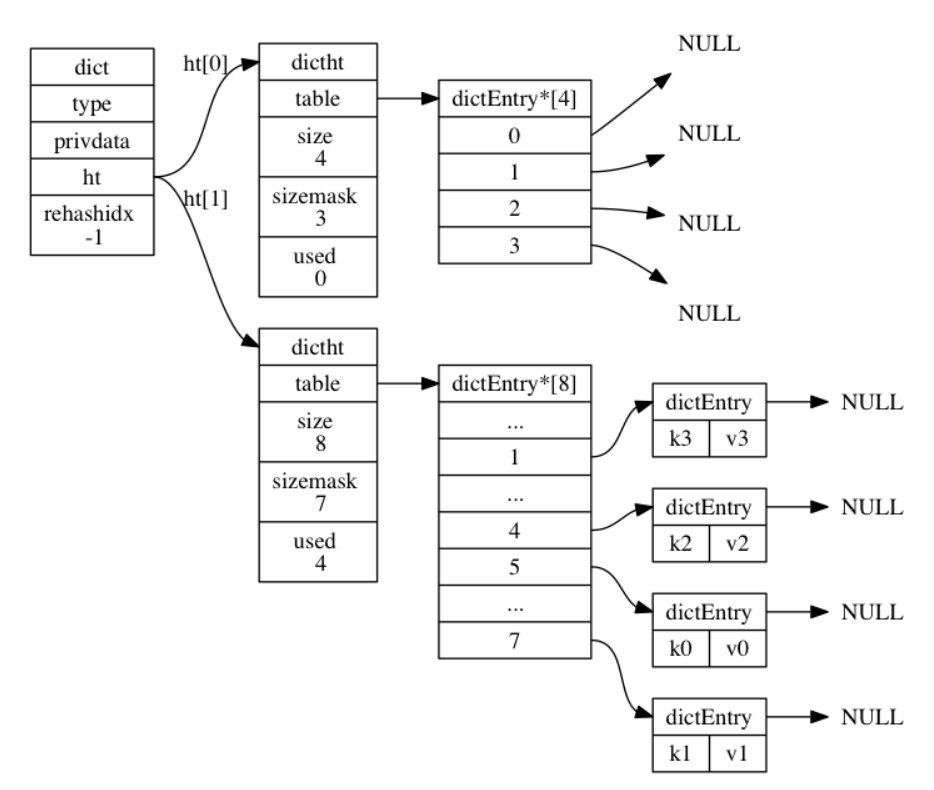 dict
type
privdata
ht
rehashidx
-1
ht[0]
ht[1]
dictht
table
size
4
sizemask
3
used
0
dictEntry*[4]
0
1
2
3
NULL
NULL
NULL
NULL
dictht
table
size
8
sizemask
7
used
4
dictEntry*[8]
...
1
...
4
5
...
7
dictEntry
k3 v3
NULL
dictEntry
k2 v2
NULL
dictEntry
k0 v0
NULL
dictEntry
k1 v1
NULL